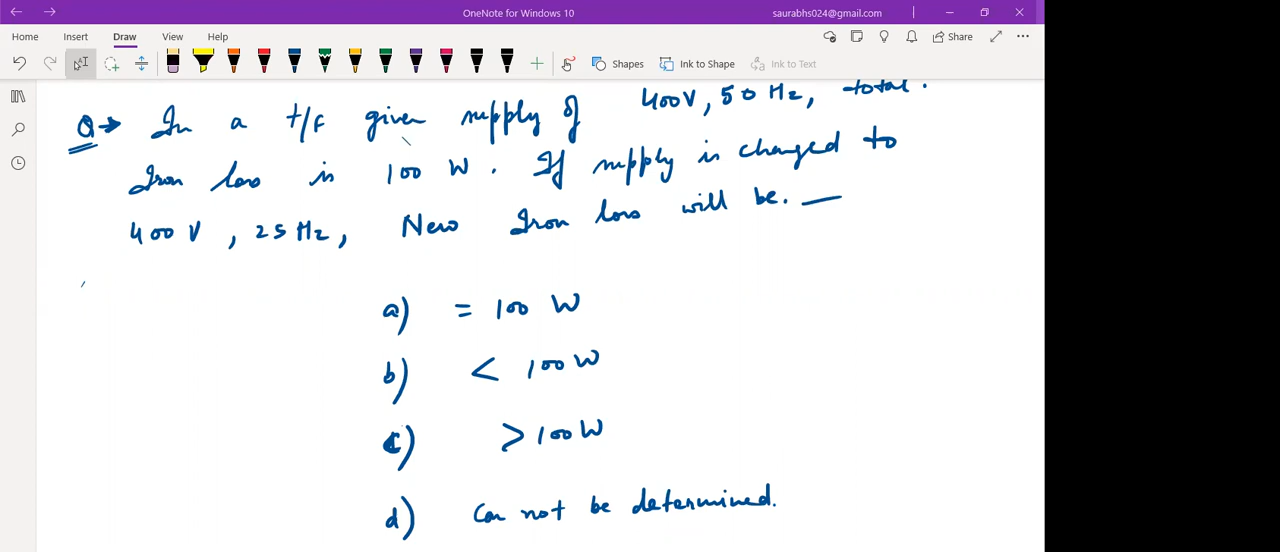 OneNote for Windows 10
saurabhs024@gmail.com
Home Insert Draw View Help
Share
Shapes Ink to Shape Ink to Text
Q→ In a t/f given supply of 400V, 50 Hz, total.
Iron loss is 100 W. If supply is changed to
400 V, 25 Hz, New Iron loss will be. —
a) = 100 W
b) < 100 W
c) > 100 W
d) Can not be determined.